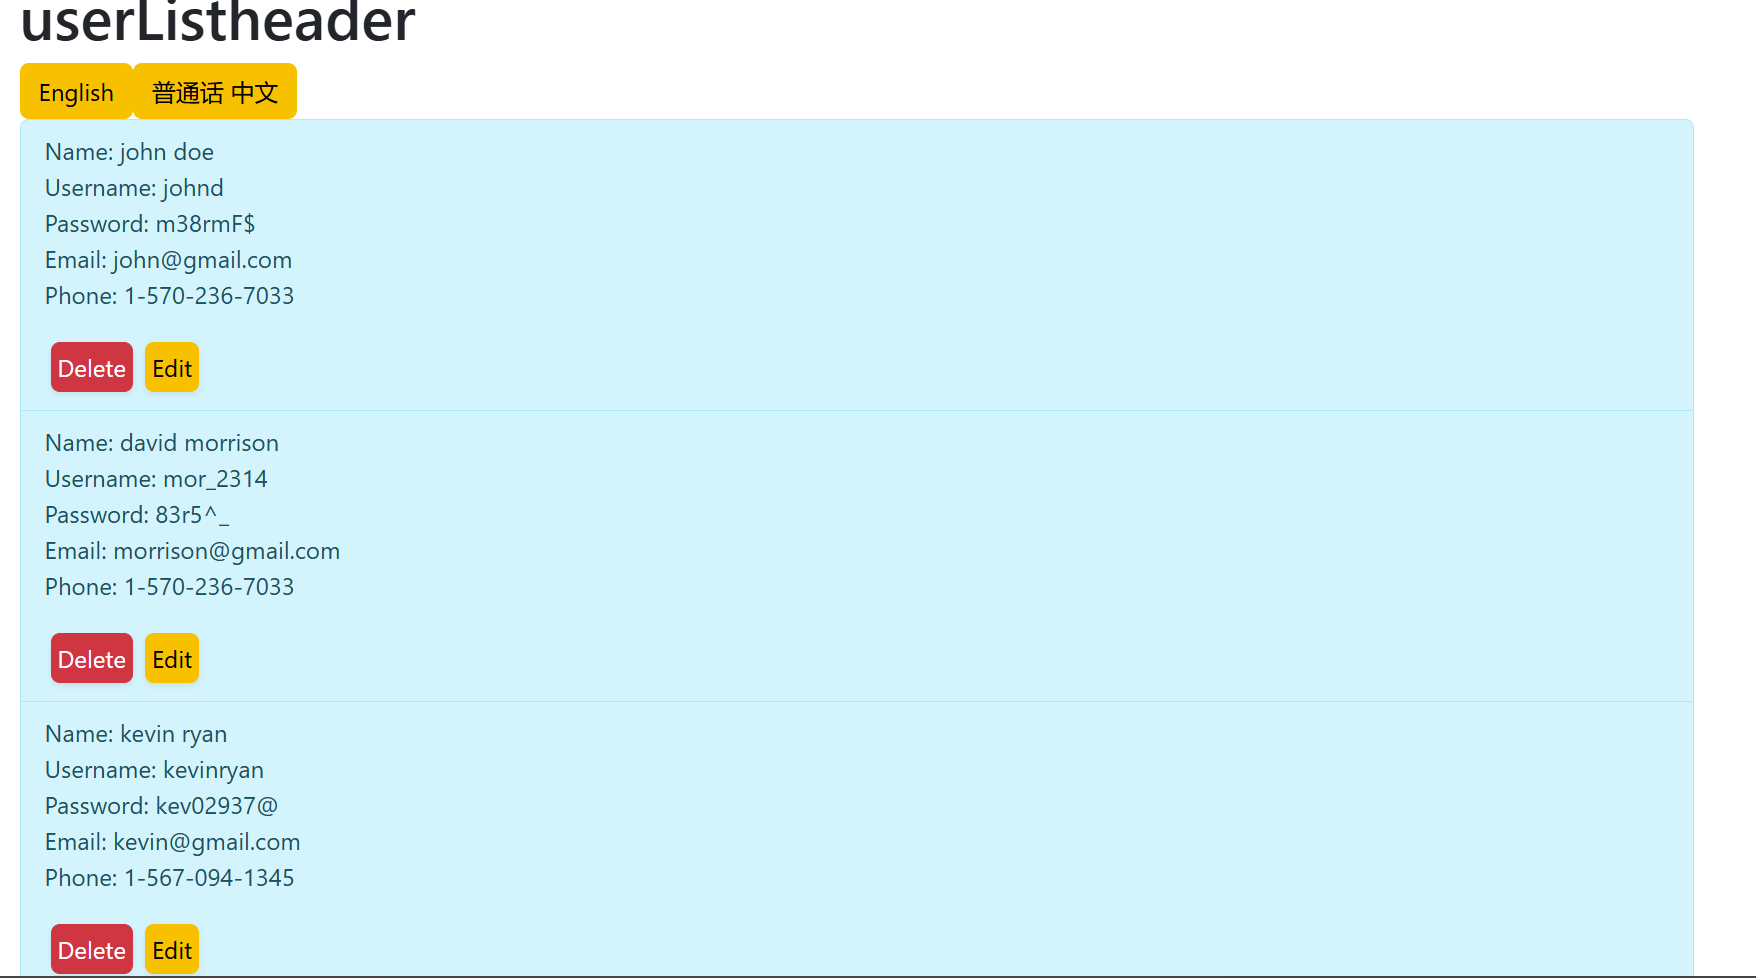 userListheader
English 普通话 中文
Name: john doe
Username: johnd
Password: m38rmF$
Email: john@gmail.com
Phone: 1-570-236-7033
Delete Edit
Name: david morrison
Username: mor_2314
Password: 83r5^_
Email: morrison@gmail.com
Phone: 1-570-236-7033
Delete Edit
Name: kevin ryan
Username: kevinryan
Password: kev02937@
Email: kevin@gmail.com
Phone: 1-567-094-1345
Delete Edit